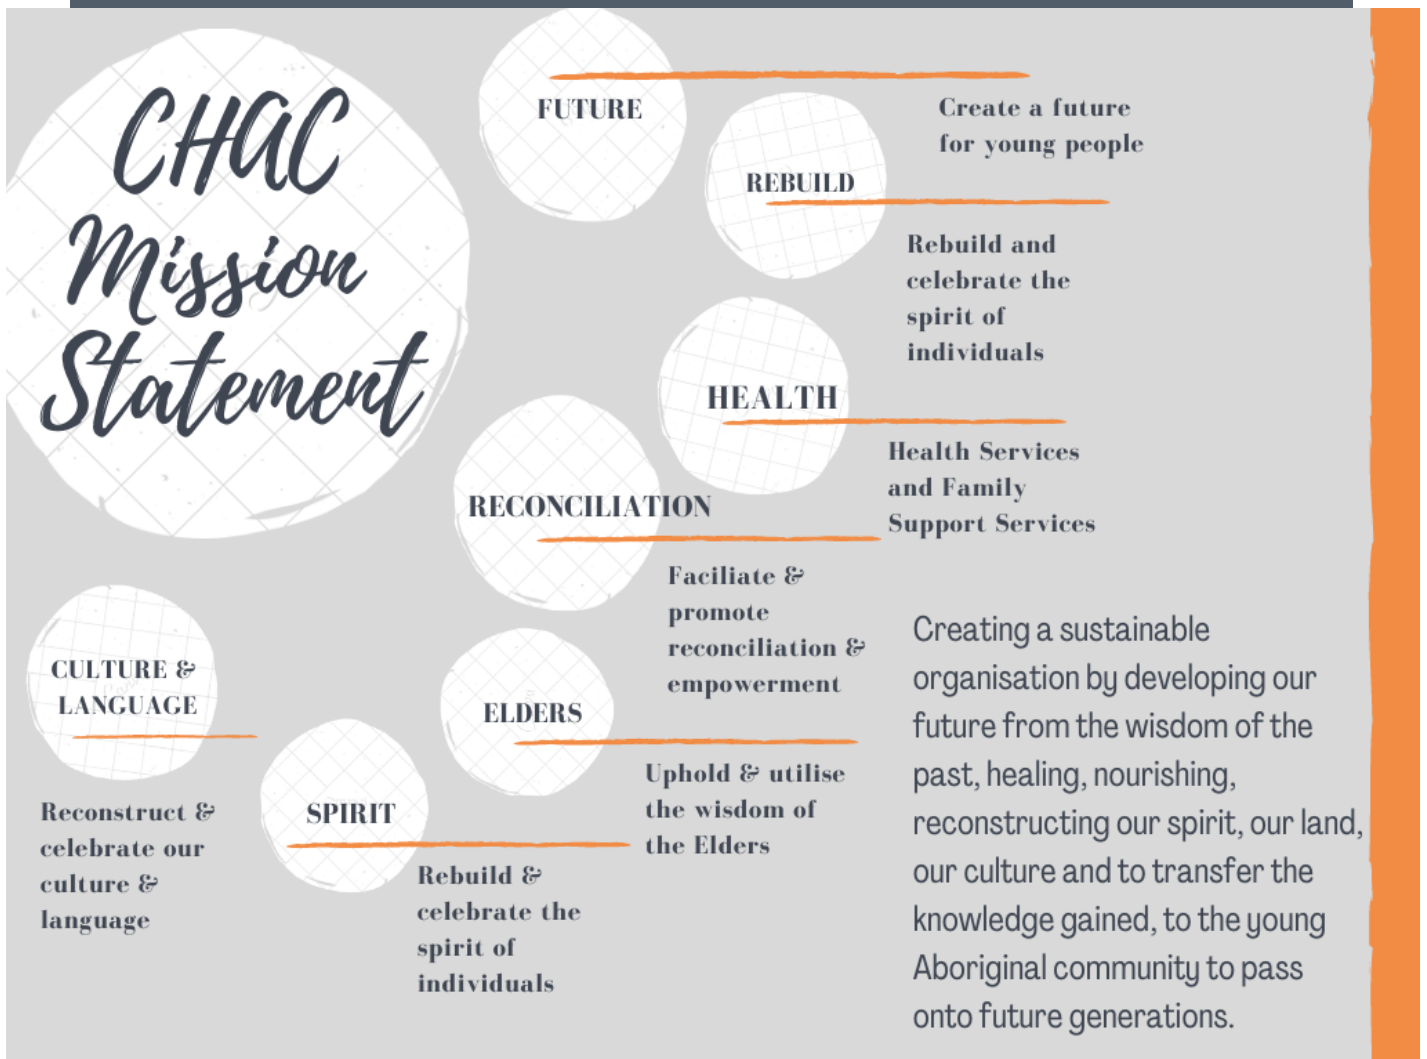 CHAC
Mission
Statement
FUTURE
Create a future
for young people
REBUILD
Rebuild and
celebrate the
spirit of
individuals
HEALTH
Health Services
and Family
Support Services
RECONCILIATION
Faciliate &
promote
reconciliation &
empowerment
ELDERS
Uphold & utilise
the wisdom of
the Elders
SPIRIT
Rebuild &
celebrate the
spirit of
individuals
CULTURE &
LANGUAGE
Reconstruct &
celebrate our
culture &
language
Creating a sustainable
organisation by developing our
future from the wisdom of the
past, healing, nourishing,
reconstructing our spirit, our land,
our culture and to transfer the
knowledge gained, to the young
Aboriginal community to pass
onto future generations.